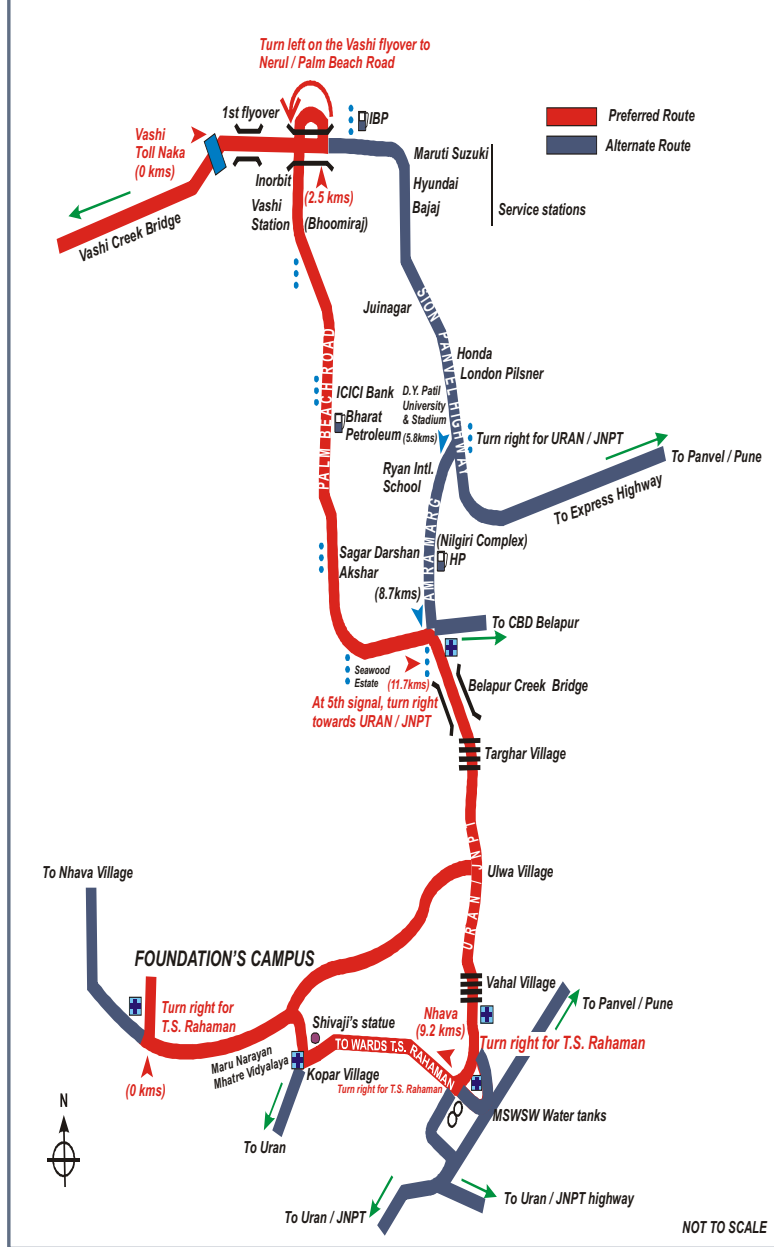 Turn left on the Vashi flyover to
Nerul / Palm Beach Road
1st flyover
IBP
Preferred Route
Alternate Route
Vashi
Toll Naka
(0 kms)
Maruti Suzuki
Hyundai
Bajaj
Service stations
Inorbit
(2.5 kms)
Vashi
Station
(Bhoomiraj)
Vashi Creek Bridge
Juinagar
SION PANVEL HIGHWAY
Honda
London Pilsner
PALM BEACH ROAD
ICICI Bank
Bharat
Petroleum
D.Y. Patil
University
& Stadium
(5.8kms)
Turn right for URAN / JNPT
To Panvel / Pune
To Express Highway
Ryan Intl.
School
AMRA MARG
(Nilgiri Complex)
HP
Sagar Darshan
Akshar
(8.7kms)
To CBD Belapur
Seawood
Estate
(11.7kms)
At 5th signal, turn right
towards URAN / JNPT
Belapur Creek Bridge
Targhar Village
URAN / JNPT
Ulwa Village
To Nhava Village
FOUNDATION'S CAMPUS
Turn right for
T.S. Rahaman
(0 kms)
Vahal Village
To Panvel / Pune
Nhava
(9.2 kms)
Turn right for T.S. Rahaman
Shivaji's statue
TO WARDS T.S. RAHAMAN
Maru Narayan
Mhatre Vidyalaya
Kopar Village
Turn right for T.S. Rahaman
MSWSW Water tanks
To Uran
To Uran / JNPT
To Uran / JNPT highway
N
NOT TO SCALE